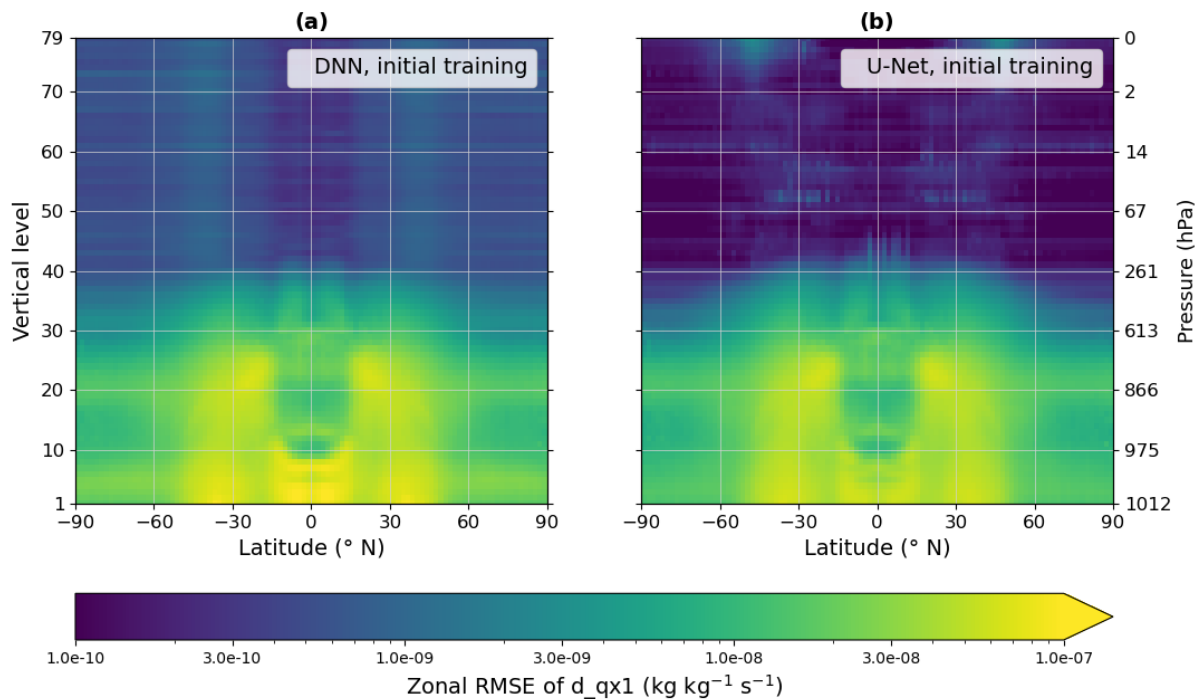 (a)
(b)
DNN, initial training
U-Net, initial training
Vertical level
79
70
60
50
40
30
20
10
1
−90
−60
−30
0
30
60
90
Latitude (° N)
−90
−60
−30
0
30
60
90
Latitude (° N)
0
2
14
67
261
613
866
975
1012
Pressure (hPa)
1.0e-10
3.0e-10
1.0e-09
3.0e-09
1.0e-08
3.0e-08
1.0e-07
Zonal RMSE of d_qx1 (kg kg⁻¹ s⁻¹)